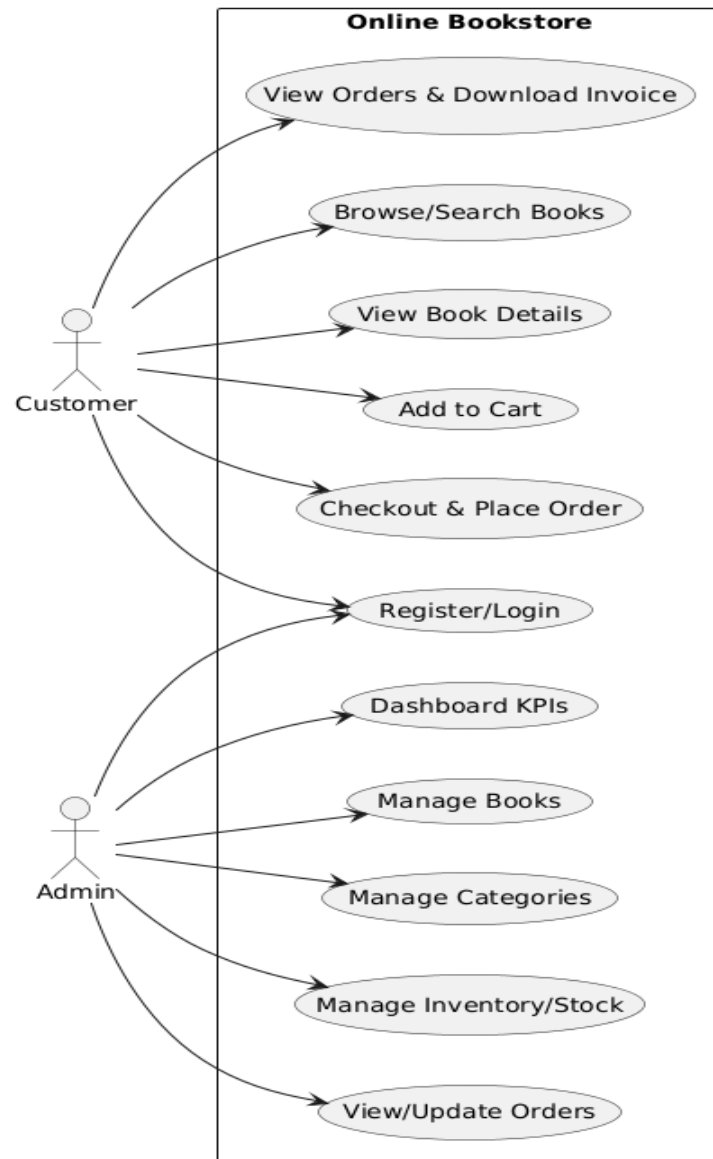 Online Bookstore
View Orders & Download Invoice
Browse/Search Books
View Book Details
Customer
Add to Cart
Checkout & Place Order
Register/Login
Dashboard KPIs
Manage Books
Admin
Manage Categories
Manage Inventory/Stock
View/Update Orders